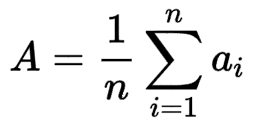 A = \frac{1}{n} \sum_{i=1}^{n} a_i